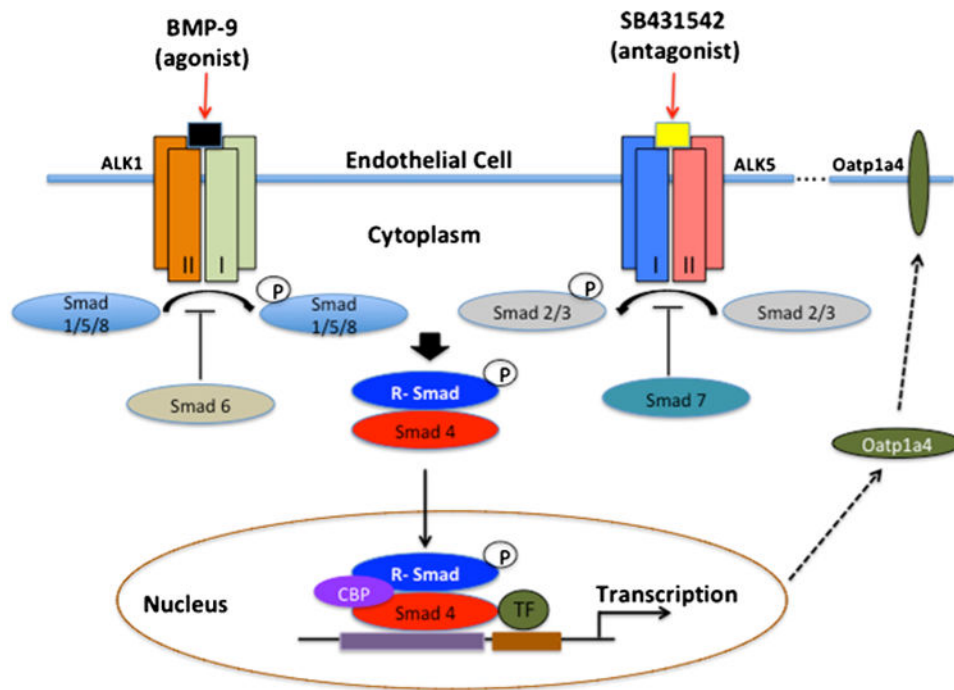 BMP-9
(agonist)
SB431542
(antagonist)
ALK1
Endothelial Cell
ALK5
Oatp1a4
Cytoplasm
II I
I II
Smad
1/5/8
P
Smad
1/5/8
P
Smad 2/3
Smad 2/3
Smad 6
P
R- Smad
Smad 4
Smad 7
Oatp1a4
P
R- Smad
CBP
Smad 4
TF
Nucleus
Transcription